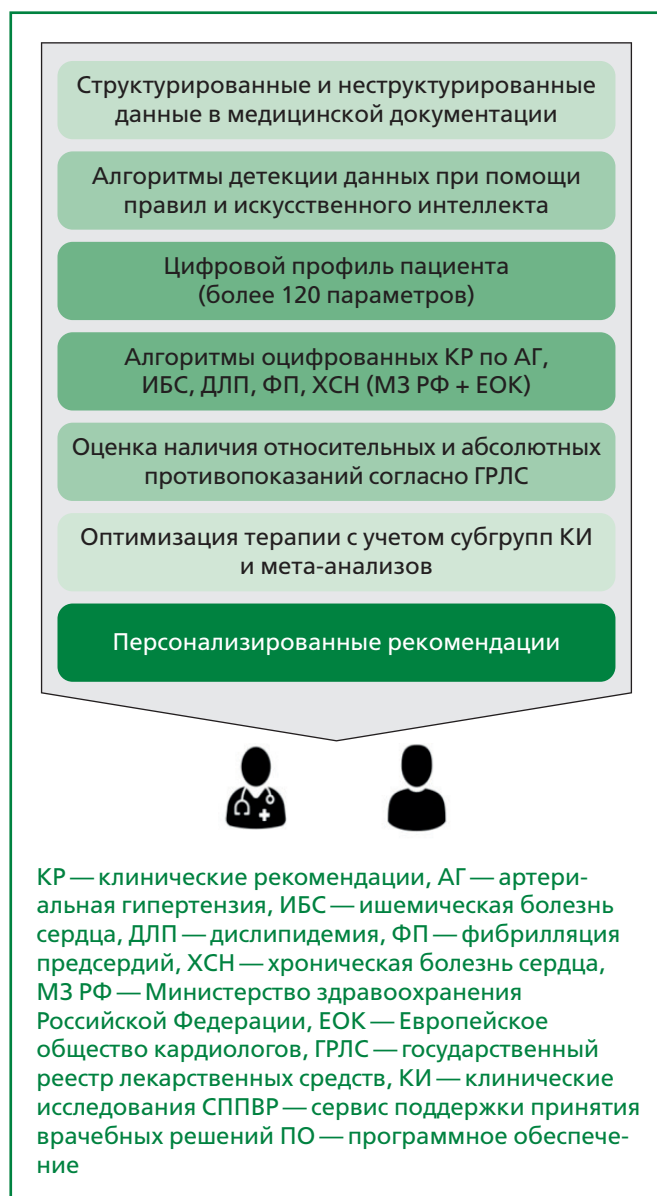 Структурированные и неструктурированные
данные в медицинской документации
Алгоритмы детекции данных при помощи
правил и искусственного интеллекта
Цифровой профиль пациента
(более 120 параметров)
Алгоритмы оцифрованных КР по АГ,
ИБС, ДЛП, ФП, ХСН (МЗ РФ + ЕОК)
Оценка наличия относительных и абсолютных
противопоказаний согласно ГРЛС
Оптимизация терапии с учетом субгрупп КИ
и мета-анализов
Персонализированные рекомендации
КР — клинические рекомендации, АГ — артери-
альная гипертензия, ИБС — ишемическая болезнь
сердца, ДЛП — дислипидемия, ФП — фибрилляция
предсердий, ХСН — хроническая болезнь сердца,
МЗ РФ — Министерство здравоохранения
Российской Федерации, ЕОК — Европейское
общество кардиологов, ГРЛС — государственный
реестр лекарственных средств, КИ — клинические
исследования СППВР — сервис поддержки принятия
врачебных решений ПО — программное обеспече-
ние